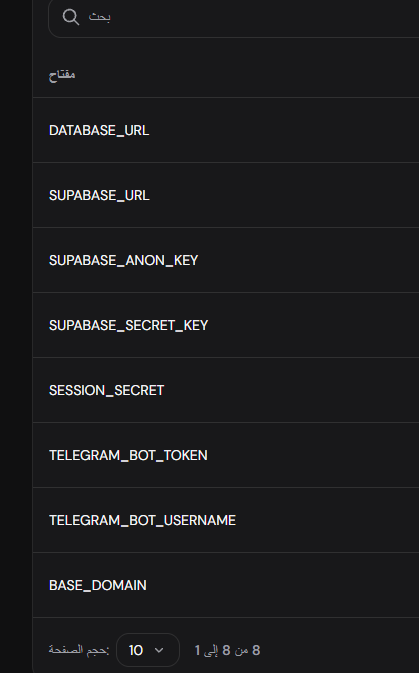 بحث
مفتاح
DATABASE_URL
SUPABASE_URL
SUPABASE_ANON_KEY
SUPABASE_SECRET_KEY
SESSION_SECRET
TELEGRAM_BOT_TOKEN
TELEGRAM_BOT_USERNAME
BASE_DOMAIN
حجم الصفحة: 10 1 إلى 8 من 8